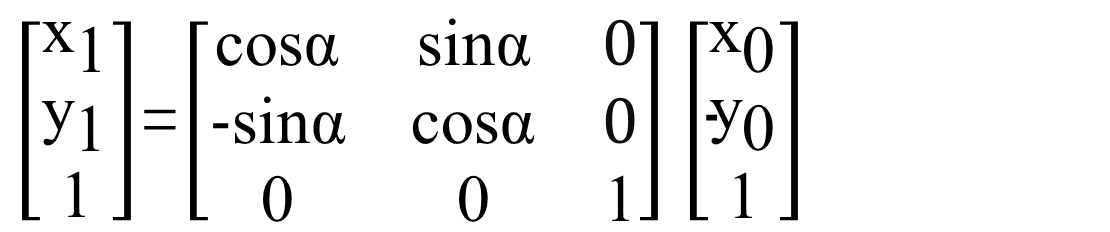 [x1] = [cosα sinα 0] [x0]
[y1] = [-sinα cosα 0] [-y0]
[1] = [0 0 1] [1]